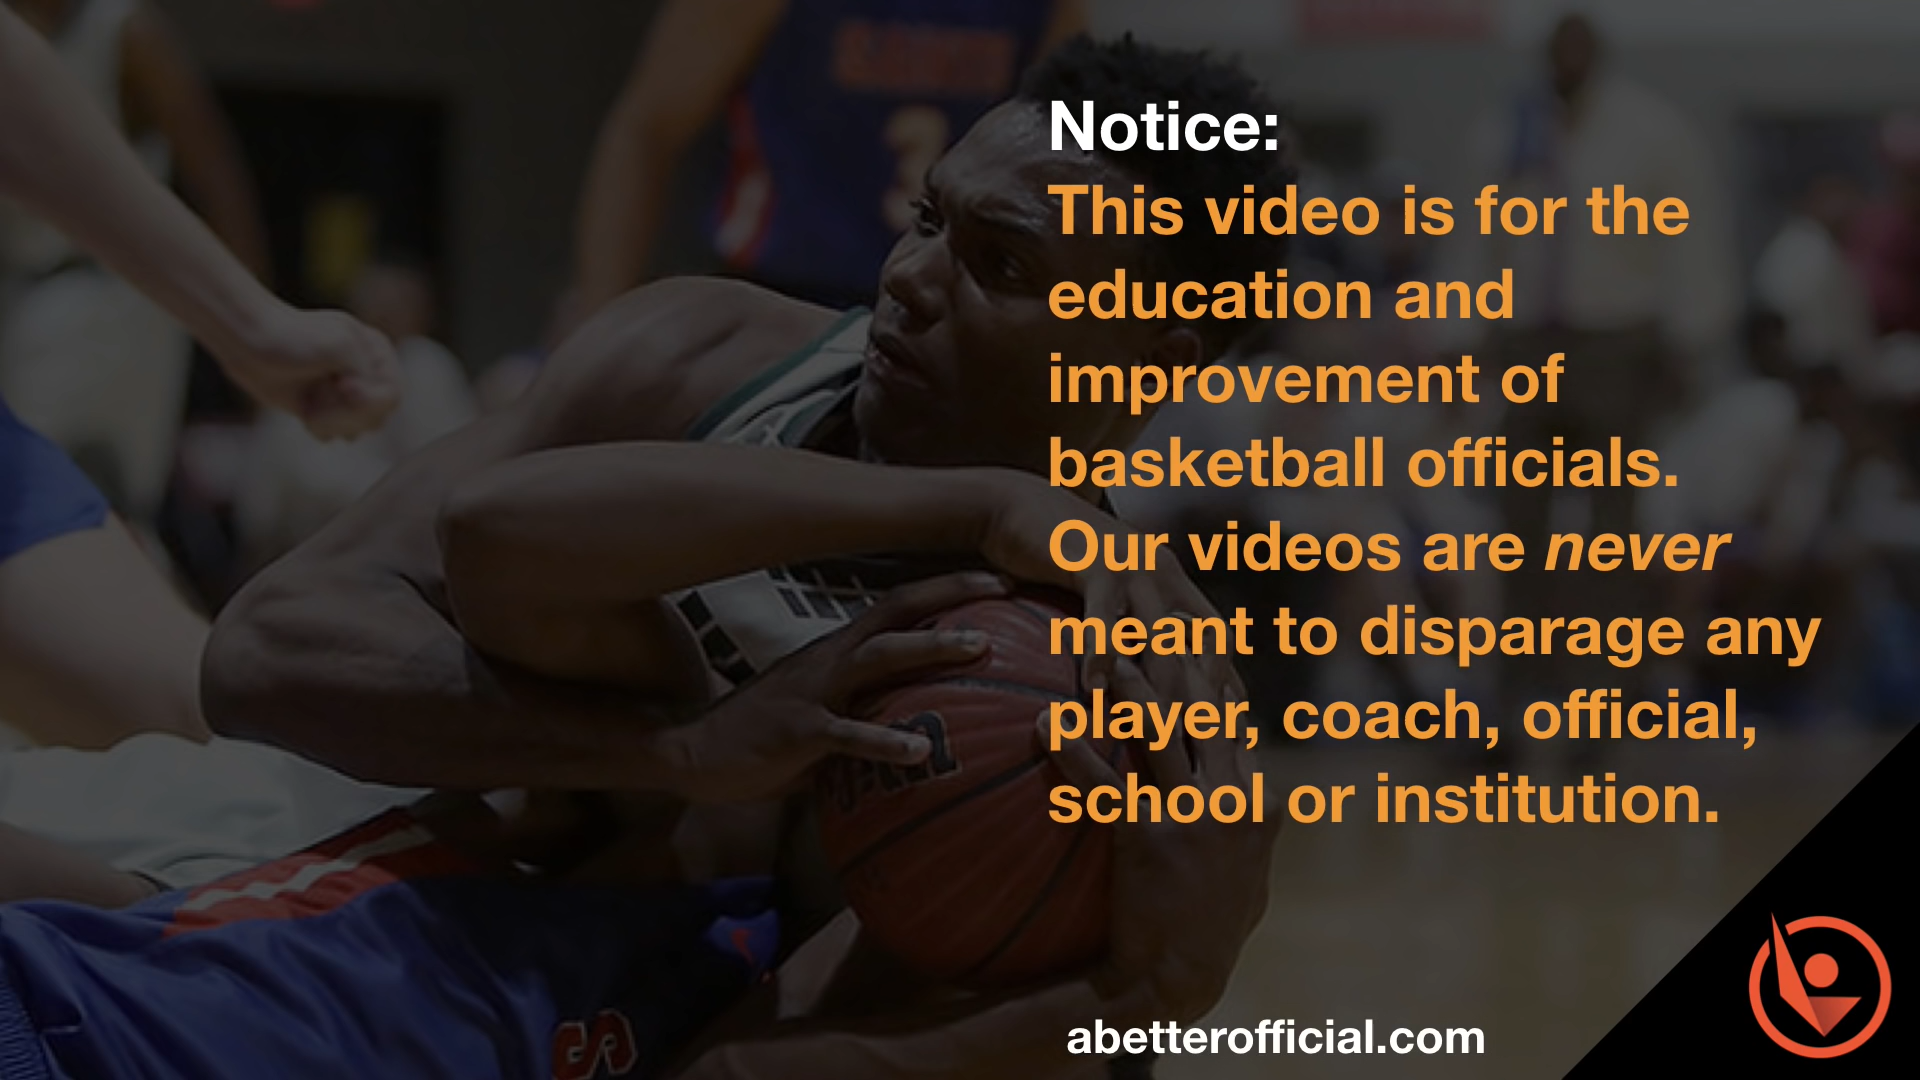 Notice:
This video is for the
education and
improvement of
basketball officials.
Our videos are never
meant to disparage any
player, coach, official,
school or institution.
abetterofficial.com